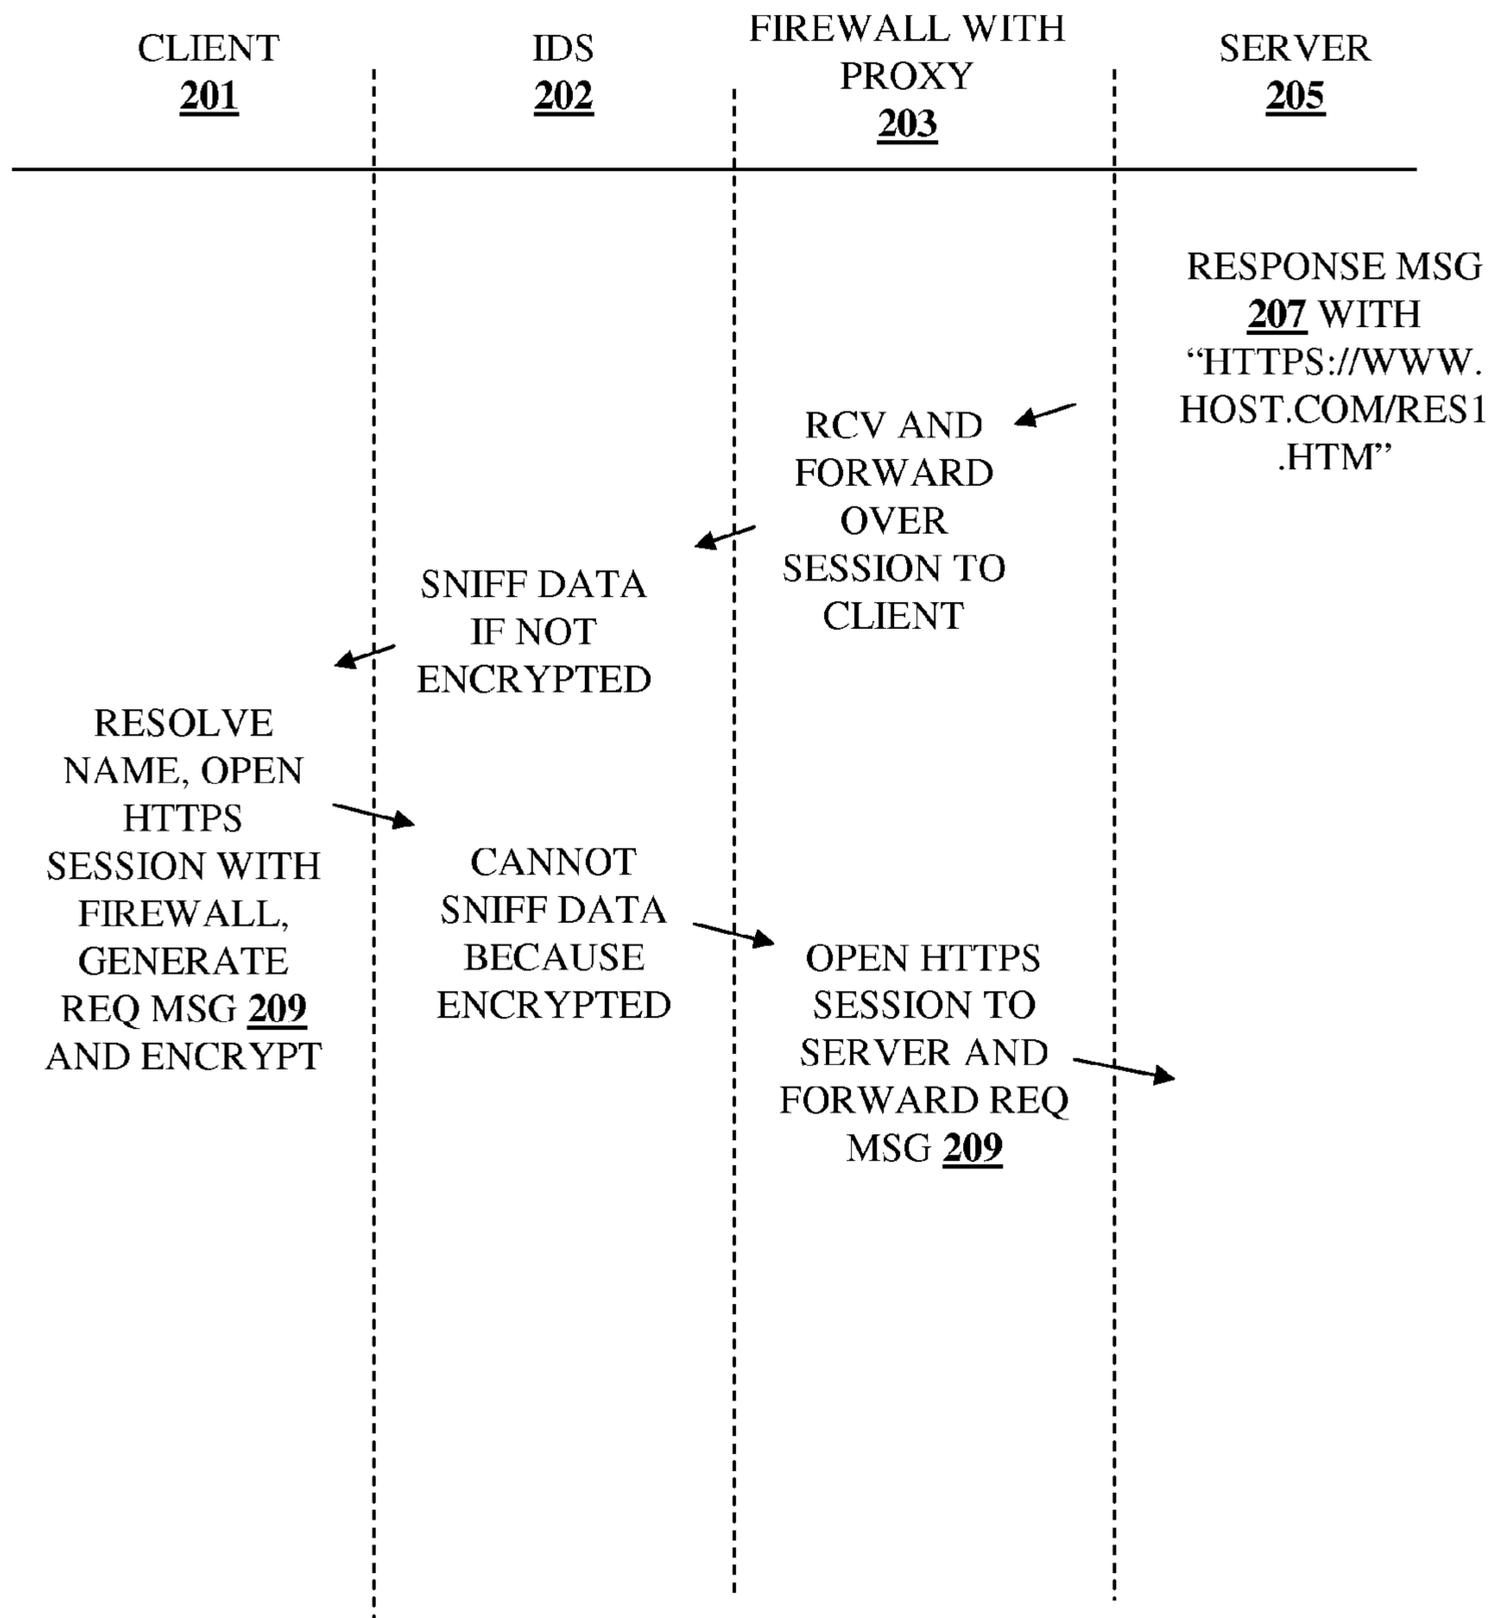 CLIENT
201
IDS
202
FIREWALL WITH
PROXY
203
SERVER
205
RESPONSE MSG
207 WITH
“HTTPS://WWW.
HOST.COM/RES1
.HTM”
RCV AND
FORWARD
OVER
SESSION TO
CLIENT
SNIFF DATA
IF NOT
ENCRYPTED
RESOLVE
NAME, OPEN
HTTPS
SESSION WITH
FIREWALL,
GENERATE
REQ MSG 209
AND ENCRYPT
CANNOT
SNIFF DATA
BECAUSE
ENCRYPTED
OPEN HTTPS
SESSION TO
SERVER AND
FORWARD REQ
MSG 209